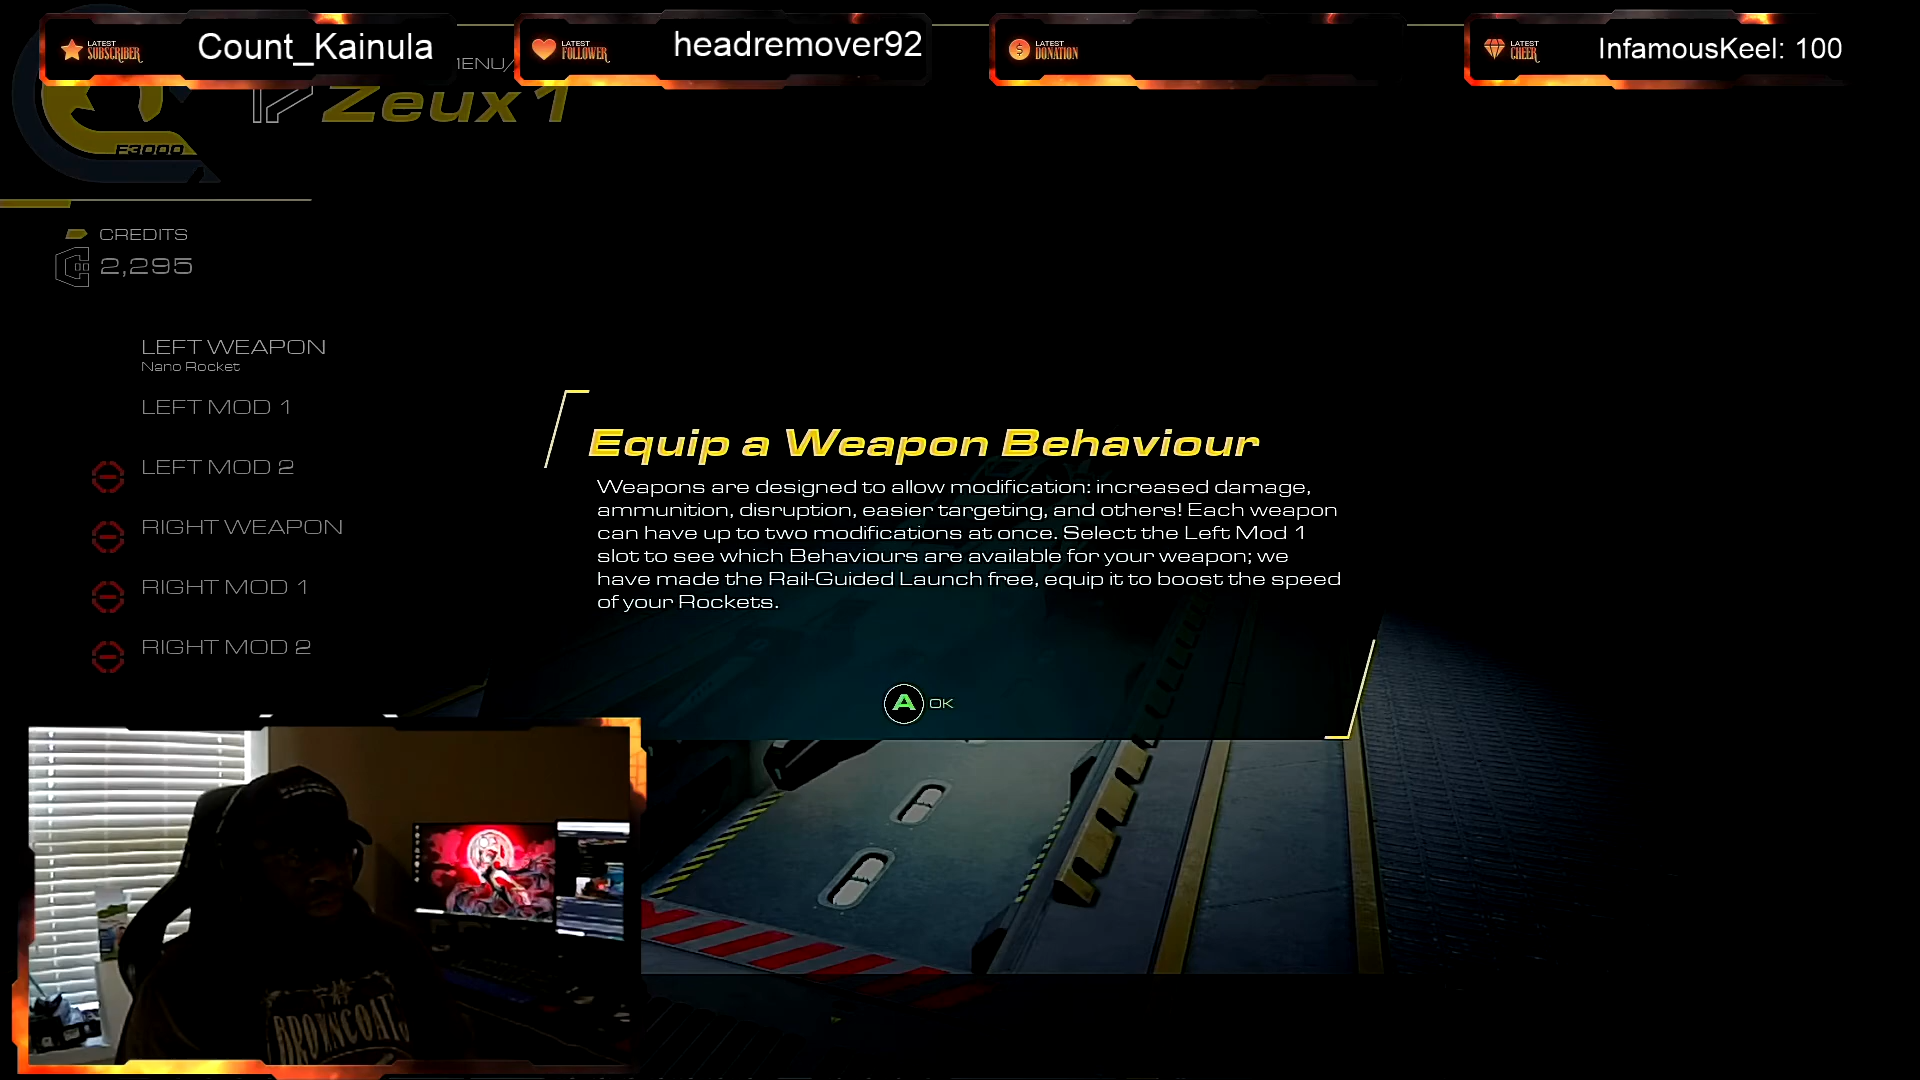 LATEST SUBSCRIBER
Count_Kainula
LATEST FOLLOWER
headremover92
LATEST DONATION
LATEST CHEER
InfamousKeel: 100
MENU/
Zeux 1
F3000
CREDITS
2,295
LEFT WEAPON
Nano Rocket
LEFT MOD 1
LEFT MOD 2
RIGHT WEAPON
RIGHT MOD 1
RIGHT MOD 2
Equip a Weapon Behaviour
Weapons are designed to allow modification: increased damage,
ammunition, disruption, easier targeting, and others! Each weapon
can have up to two modifications at once. Select the Left Mod 1
slot to see which Behaviours are available for your weapon; we
have made the Rail-Guided Launch free, equip it to boost the speed
of your Rockets.
A OK
BROWNCOATS